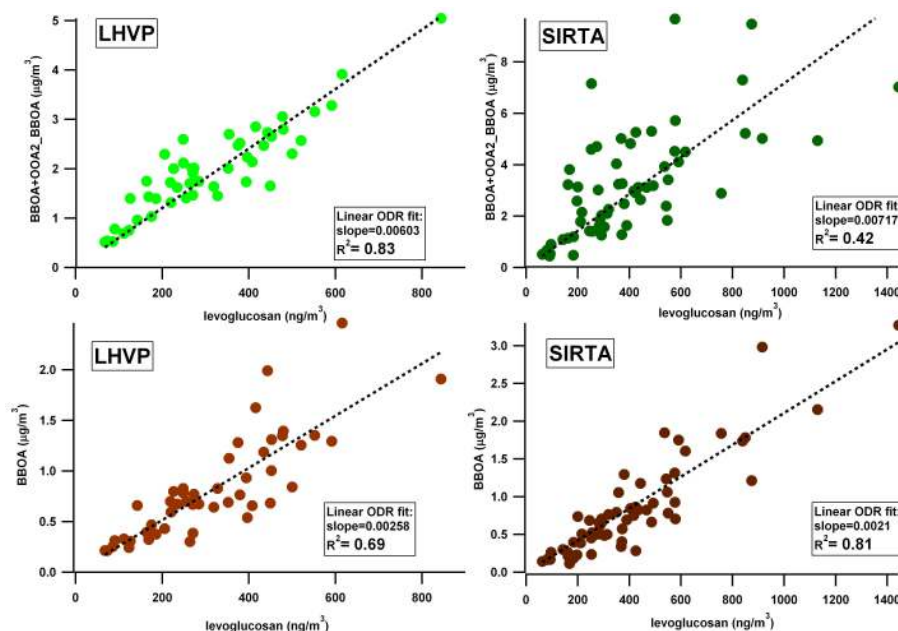 LHVP
BBOA+OOA2_BBOA (µg/m³)
5
4
3
2
1
0
Linear ODR fit:
slope=0.00603
R²= 0.83
0
200
400
600
800
levoglucosan (ng/m³)
SIRTA
BBOA+OOA2_BBOA (µg/m³)
8
6
4
2
0
Linear ODR fit:
slope=0.00717
R²= 0.42
0
200
400
600
800
1000
1200
1400
levoglucosan (ng/m³)
LHVP
BBOA (µg/m³)
2.0
1.5
1.0
0.5
0.0
Linear ODR fit:
slope=0.00258
R²= 0.69
0
200
400
600
800
levoglucosan (ng/m³)
SIRTA
BBOA (µg/m³)
3.0
2.5
2.0
1.5
1.0
0.5
0.0
Linear ODR fit:
slope=0.0021
R²= 0.81
0
200
400
600
800
1000
1200
1400
levoglucosan (ng/m³)